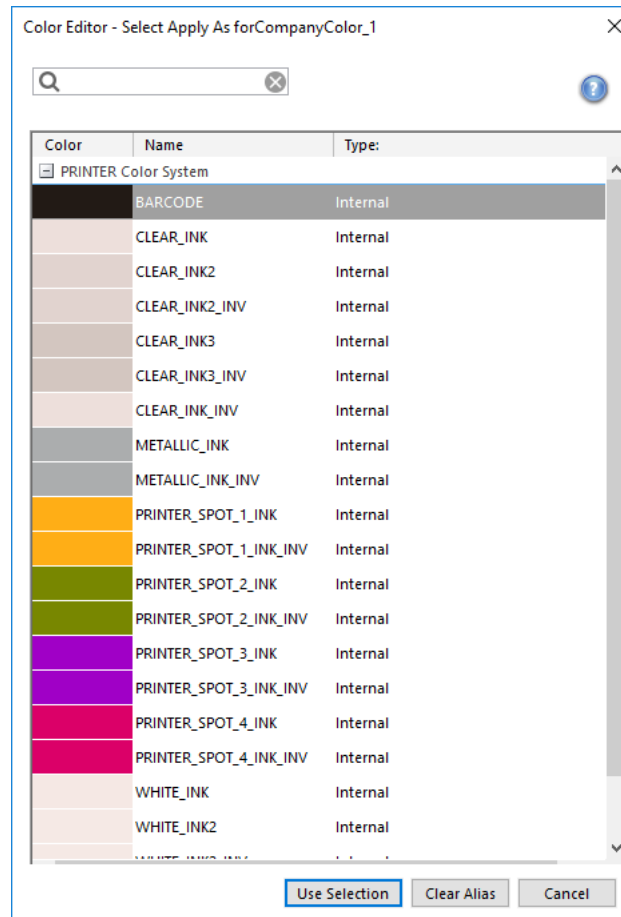 Color Editor - Select Apply As forCompanyColor_1
Color Name Type:
PRINTER Color System
BARCODE Internal
CLEAR_INK Internal
CLEAR_INK2 Internal
CLEAR_INK2_INV Internal
CLEAR_INK3 Internal
CLEAR_INK3_INV Internal
CLEAR_INK_INV Internal
METALLIC_INK Internal
METALLIC_INK_INV Internal
PRINTER_SPOT_1_INK Internal
PRINTER_SPOT_1_INK_INV Internal
PRINTER_SPOT_2_INK Internal
PRINTER_SPOT_2_INK_INV Internal
PRINTER_SPOT_3_INK Internal
PRINTER_SPOT_3_INK_INV Internal
PRINTER_SPOT_4_INK Internal
PRINTER_SPOT_4_INK_INV Internal
WHITE_INK Internal
WHITE_INK2 Internal
Use Selection Clear Alias Cancel